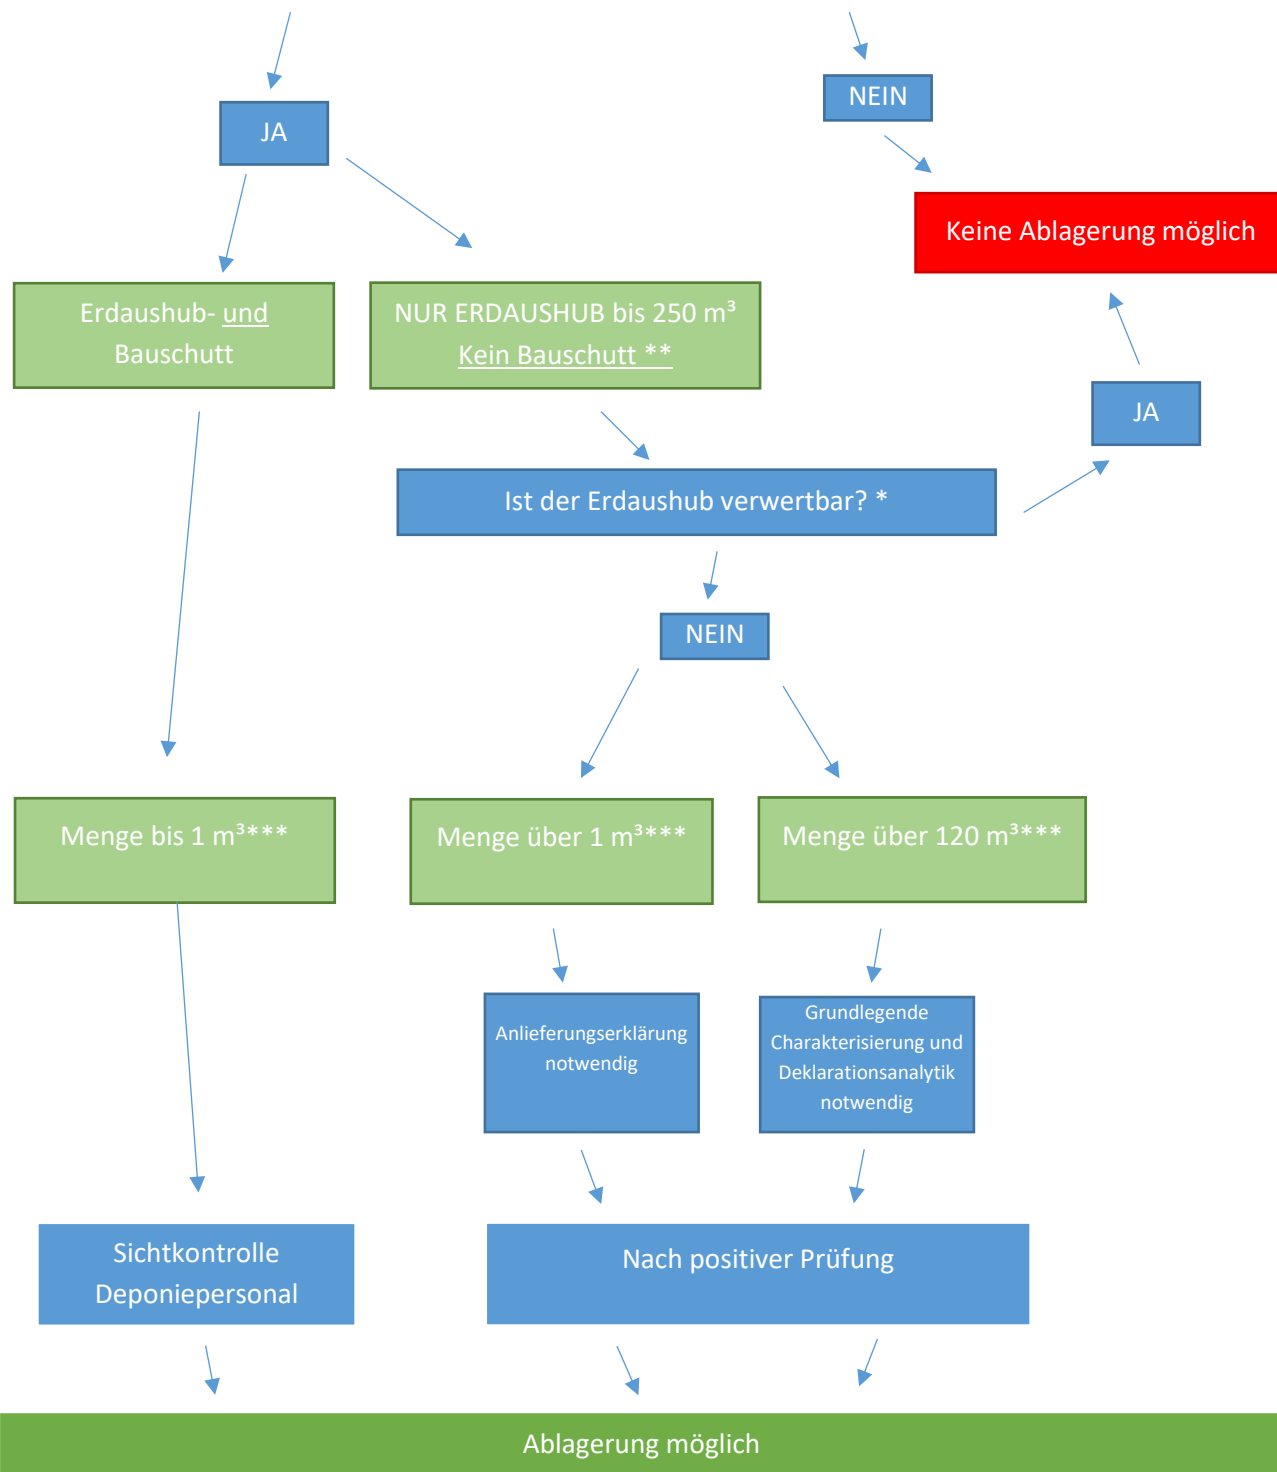 NEIN
JA
Keine Ablagerung möglich
Erdaushub- und
Bauschutt
NUR ERDAUSHUB bis 250 m³
Kein Bauschutt **
JA
Ist der Erdaushub verwertbar? *
NEIN
Menge bis 1 m³***
Menge über 1 m³***
Menge über 120 m³***
Anlieferungserklärung
notwendig
Grundlegende
Charakterisierung und
Deklarationsanalytik
notwendig
Sichtkontrolle
Deponiepersonal
Nach positiver Prüfung
Ablagerung möglich